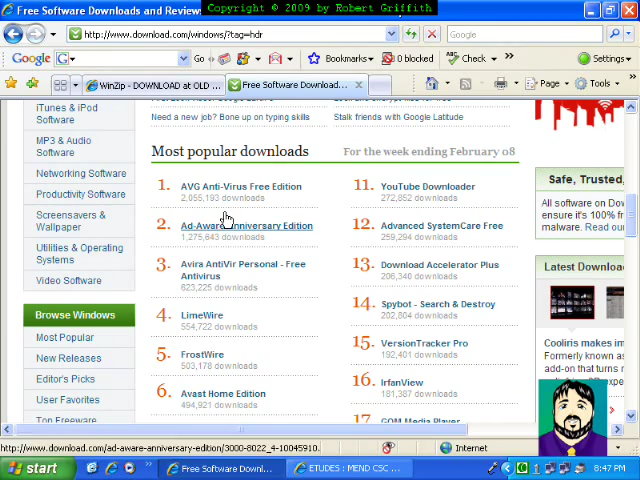 Free Software Downloads and Review
Copyright © 2009 by Robert Griffith
http://www.download.com/windows/?tag=hdr
Google
Google
G
Go
Bookmarks
0 blocked
Check
Settings
WinZip - DOWNLOAD at OLD ...
Free Software Download...
Page
Tools
iTunes & iPod
Software
MP3 & Audio
Software
Networking Software
Productivity Software
Screensavers &
Wallpaper
Utilities & Operating
Systems
Video Software
Browse Windows
Most Popular
New Releases
Editor's Picks
User Favorites
Top Freeware
Need a new job? Bone up on typing skills
Stalk friends with Google Latitude
Most popular downloads
For the week ending February 08
1. AVG Anti-Virus Free Edition
2,055,193 downloads
2. Ad-Aware Anniversary Edition
1,275,643 downloads
3. Avira AntiVir Personal - Free
Antivirus
623,225 downloads
4. LimeWire
554,722 downloads
5. FrostWire
503,178 downloads
6. Avast Home Edition
494,921 downloads
11. YouTube Downloader
272,852 downloads
12. Advanced SystemCare Free
259,294 downloads
13. Download Accelerator Plus
206,340 downloads
14. Spybot - Search & Destroy
202,804 downloads
15. VersionTracker Pro
192,401 downloads
16. IrfanView
181,387 downloads
17. GOM Media Player
Safe, Trusted,
All software on Dow
ensure it's 100% f
malware. Read our
Latest Downloa
Cooliris makes im
Formerly known as
add-on that turns m
http://www.download.com/ad-aware-anniversary-edition/3000-8022_4-10045910.
Internet
start
Free Software Downl...
ETUDES : MEND CSC ...
8:47 PM